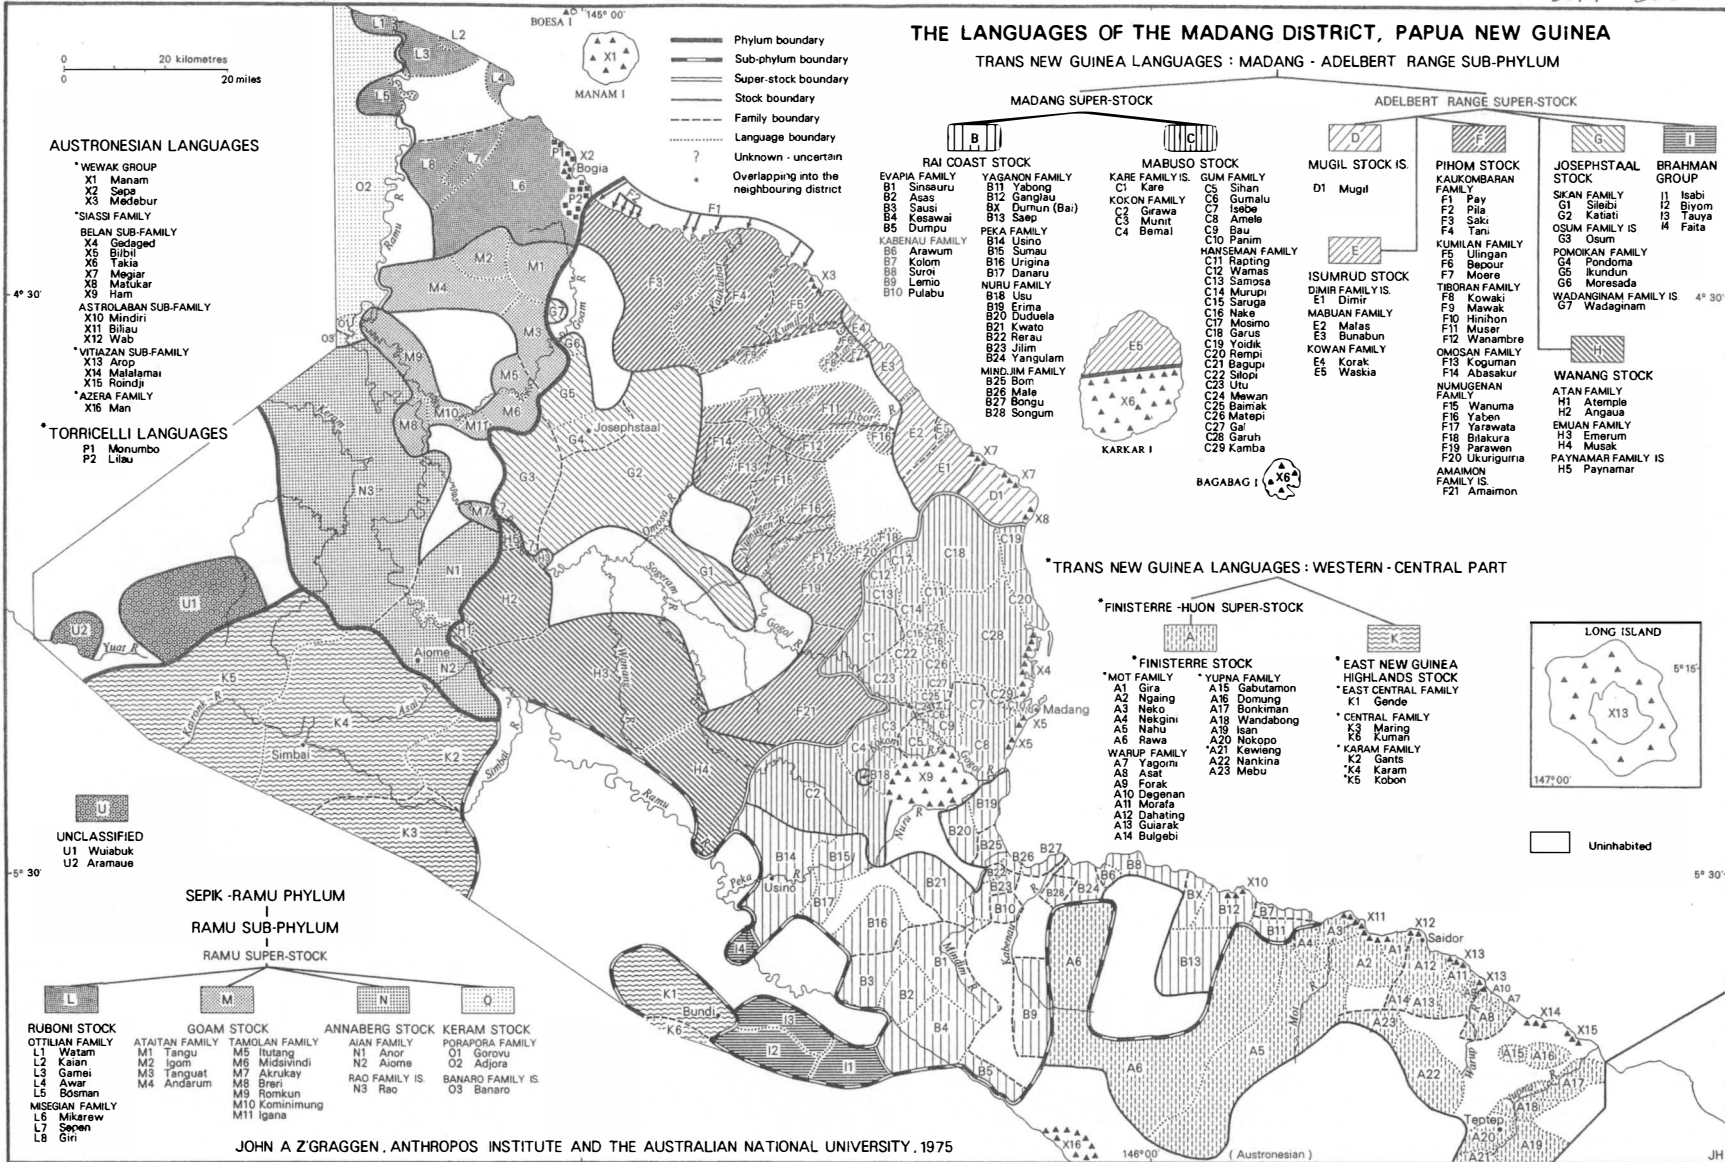 THE LANGUAGES OF THE MADANG DISTRICT, PAPUA NEW GUINEA
TRANS NEW GUINEA LANGUAGES : MADANG - ADELBERT RANGE SUB-PHYLUM
0 20 kilometres
0 20 miles
BOESA I
145° 00'
X1
MANAM I
Phylum boundary
Sub-phylum boundary
Super-stock boundary
Stock boundary
Family boundary
Language boundary
? Unknown - uncertain
* Overlapping into the
neighbouring district
AUSTRONESIAN LANGUAGES
*WEWAK GROUP
X1 Manam
X2 Sepa
X3 Medebur
*SIASSI FAMILY
BELAN SUB-FAMILY
X4 Gedaged
X5 Bilbil
X6 Takia
X7 Megiar
X8 Matukar
X9 Ham
ASTROLABAN SUB-FAMILY
X10 Mindiri
X11 Biliau
X12 Wab
*VITIAZAN SUB-FAMILY
X13 Arop
X14 Malalamai
X15 Roindji
*AZERA FAMILY
X16 Man
*TORRICELLI LANGUAGES
P1 Monumbo
P2 Lilau
MADANG SUPER-STOCK
B
RAI COAST STOCK
EVAPIA FAMILY
B1 Sinsauru
B2 Asas
B3 Sausi
B4 Kesawai
B5 Dumpu
KABENAU FAMILY
B6 Arawum
B7 Kolom
B8 Suroi
B9 Lemio
B10 Pulabu
YAGANON FAMILY
B11 Yabong
B12 Ganglau
BX Dumun (Bai)
B13 Saep
PEKA FAMILY
B14 Usino
B15 Sumau
B16 Urigina
B17 Danaru
NURU FAMILY
B18 Usu
B19 Erima
B20 Duduela
B21 Kwato
B22 Rerau
B23 Jilim
B24 Yangulam
MINDJIM FAMILY
B25 Bom
B26 Male
B27 Bongu
B28 Songum
C
MABUSO STOCK
KARE FAMILY IS.
C1 Kare
KOKON FAMILY
C2 Girawa
C3 Munit
C4 Bemal
GUM FAMILY
C5 Sihan
C6 Gumalu
C7 Isebe
C8 Amele
C9 Bau
C10 Panim
HANSEMAN FAMILY
C11 Rapting
C12 Wamas
C13 Samosa
C14 Murupi
C15 Saruga
C16 Nake
C17 Mosimo
C18 Garus
C19 Yoidik
C20 Rempi
C21 Bagupi
C22 Silopi
C23 Utu
C24 Mewan
C25 Baimak
C26 Matepi
C27 Gal
C28 Garuh
C29 Kamba
ADELBERT RANGE SUPER-STOCK
D
MUGIL STOCK IS.
D1 Mugil
E
ISUMRUD STOCK
DIMIR FAMILY IS.
E1 Dimir
MABUAN FAMILY
E2 Malas
E3 Bunabun
KOWAN FAMILY
E4 Korak
E5 Waskia
F
PIHOM STOCK
KAUKOMBARAN
FAMILY
F1 Pay
F2 Pila
F3 Saki
F4 Tani
KUMILAN FAMILY
F5 Ulingan
F6 Bepour
F7 Moere
TIBORAN FAMILY
F8 Kowaki
F9 Mawak
F10 Hinihon
F11 Muser
F12 Wanambre
OMOSAN FAMILY
F13 Koguman
F14 Abasakur
NUMUGENAN
FAMILY
F15 Wanuma
F16 Yaben
F17 Yarawata
F18 Bilakura
F19 Parawen
F20 Ukuriguma
AMAIMON
FAMILY IS.
F21 Amaimon
G
JOSEPHSTAAL
STOCK
SIKAN FAMILY
G1 Sileibi
G2 Katiati
OSUM FAMILY IS
G3 Osum
POMOIKAN FAMILY
G4 Pondoma
G5 Ikundun
G6 Moresada
WADANGINAM FAMILY IS.
G7 Wadaginam
H
WANANG STOCK
ATAN FAMILY
H1 Atemple
H2 Angaua
EMUAN FAMILY
H3 Emerum
H4 Musak
PAYNAMAR FAMILY IS
H5 Paynamar
I
BRAHMAN
GROUP
I1 Isabi
I2 Biyom
I3 Tauya
I4 Faita
4° 30'
4° 30'
KARKAR I
BAGABAG I
*TRANS NEW GUINEA LANGUAGES : WESTERN - CENTRAL PART
*FINISTERRE -HUON SUPER-STOCK
A
*FINISTERRE STOCK
*MOT FAMILY
A1 Gira
A2 Ngaing
A3 Neko
A4 Nekgini
A5 Nahu
A6 Rawa
WARUP FAMILY
A7 Yagomi
A8 Asat
A9 Forak
A10 Degenan
A11 Morafa
A12 Dahating
A13 Guiarak
A14 Bulgebi
*YUPNA FAMILY
A15 Gabutamon
A16 Domung
A17 Bonkiman
A18 Wandabong
A19 Isan
A20 Nokopo
*A21 Kewieng
A22 Nankina
A23 Mebu
K
*EAST NEW GUINEA
HIGHLANDS STOCK
*EAST CENTRAL FAMILY
K1 Gende
*CENTRAL FAMILY
K3 Maring
K6 Kuman
*KARAM FAMILY
K2 Gants
*K4 Karam
*K5 Kobon
LONG ISLAND
5° 15'
X13
147° 00'
Uninhabited
5° 30'
5° 30'
U
UNCLASSIFIED
U1 Wuiabuk
U2 Aramaue
SEPIK -RAMU PHYLUM
RAMU SUB-PHYLUM
RAMU SUPER-STOCK
L
RUBONI STOCK
OTTILIAN FAMILY
L1 Watam
L2 Kaian
L3 Gamei
L4 Awar
L5 Bosman
MISEGIAN FAMILY
L6 Mikarew
L7 Sepen
L8 Giri
M
GOAM STOCK
ATAITAN FAMILY
M1 Tangu
M2 Igom
M3 Tanguat
M4 Andarum
TAMOLAN FAMILY
M5 Itutang
M6 Midsivindi
M7 Akrukay
M8 Breri
M9 Romkun
M10 Kominimung
M11 Igana
N
ANNABERG STOCK
AIAN FAMILY
N1 Anor
N2 Aiome
RAO FAMILY IS.
N3 Rao
O
KERAM STOCK
PORAPORA FAMILY
O1 Gorovu
O2 Adjora
BANARO FAMILY IS.
O3 Banaro
Bogia
Josephstaal
Aiome
Simbai
Madang
Usino
Bundi
Saidor
Teptep
Ramu R
Goam R
Keram R
Yuat R
Asai R
Simbai R
Wanang R
Sogeram R
Gogol R
Omosa R
Numugen R
Tibor R
Kumil R
Peka R
Nuru R
Mindjim R
Kabenau R
Mot R
Warup R
JOHN A Z'GRAGGEN, ANTHROPOS INSTITUTE AND THE AUSTRALIAN NATIONAL UNIVERSITY, 1975
146° 00'
( Austronesian )
JH